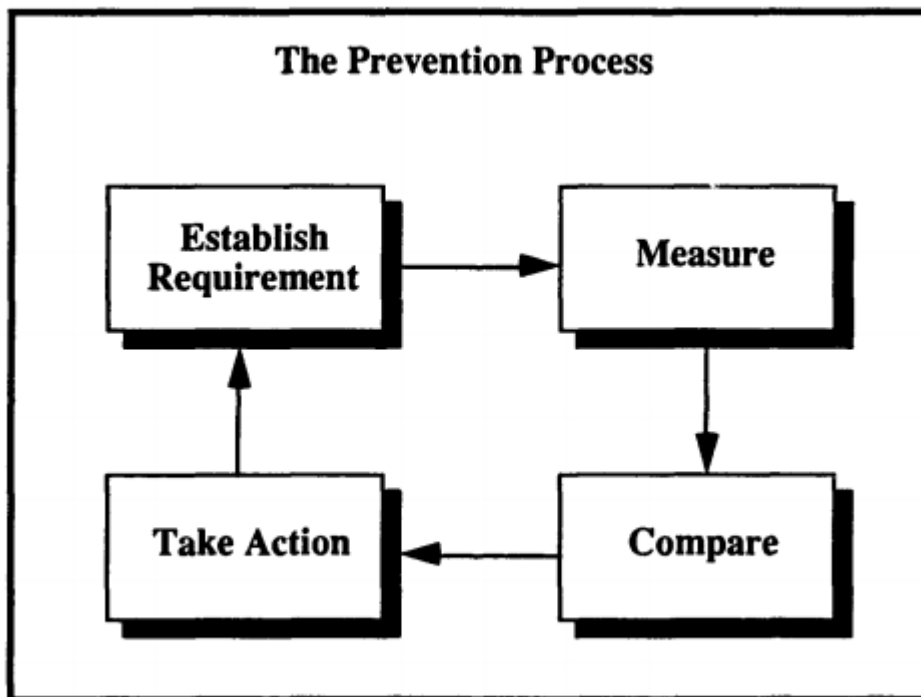 The Prevention Process
Establish
Requirement
Measure
Take Action
Compare